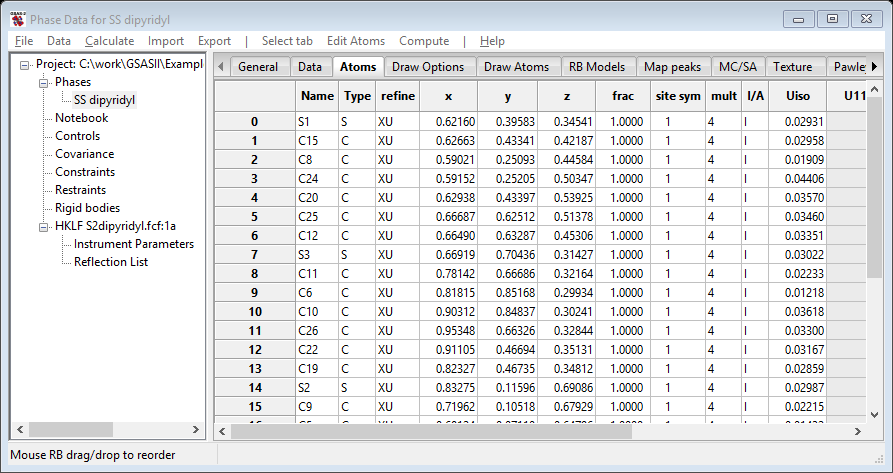 Phase Data for SS dipyridyl
File Data Calculate Import Export | Select tab Edit Atoms Compute | Help
Project: C:\work\GSASII\Exampl
Phases
SS dipyridyl
Notebook
Controls
Covariance
Constraints
Restraints
Rigid bodies
HKLF S2dipyridyl.fcf:1a
Instrument Parameters
Reflection List
General Data Atoms Draw Options Draw Atoms RB Models Map peaks MC/SA Texture Pawley
Name Type refine x y z frac site sym mult I/A Uiso U11
0 S1 S XU 0.62160 0.39583 0.34541 1.0000 1 4 I 0.02931
1 C15 C XU 0.62663 0.43341 0.42187 1.0000 1 4 I 0.02958
2 C8 C XU 0.59021 0.25093 0.44584 1.0000 1 4 I 0.01909
3 C24 C XU 0.59152 0.25205 0.50347 1.0000 1 4 I 0.04406
4 C20 C XU 0.62938 0.43397 0.53925 1.0000 1 4 I 0.03570
5 C25 C XU 0.66687 0.62512 0.51378 1.0000 1 4 I 0.03460
6 C12 C XU 0.66490 0.63287 0.45306 1.0000 1 4 I 0.03351
7 S3 S XU 0.66919 0.70436 0.31427 1.0000 1 4 I 0.03022
8 C11 C XU 0.78142 0.66686 0.32164 1.0000 1 4 I 0.02233
9 C6 C XU 0.81815 0.85168 0.29934 1.0000 1 4 I 0.01218
10 C10 C XU 0.90312 0.84837 0.30241 1.0000 1 4 I 0.03618
11 C26 C XU 0.95348 0.66326 0.32844 1.0000 1 4 I 0.03300
12 C22 C XU 0.91105 0.46694 0.35131 1.0000 1 4 I 0.03167
13 C19 C XU 0.82327 0.46735 0.34812 1.0000 1 4 I 0.02859
14 S2 S XU 0.83275 0.11596 0.69086 1.0000 1 4 I 0.02987
15 C9 C XU 0.71962 0.10518 0.67929 1.0000 1 4 I 0.02215
Mouse RB drag/drop to reorder